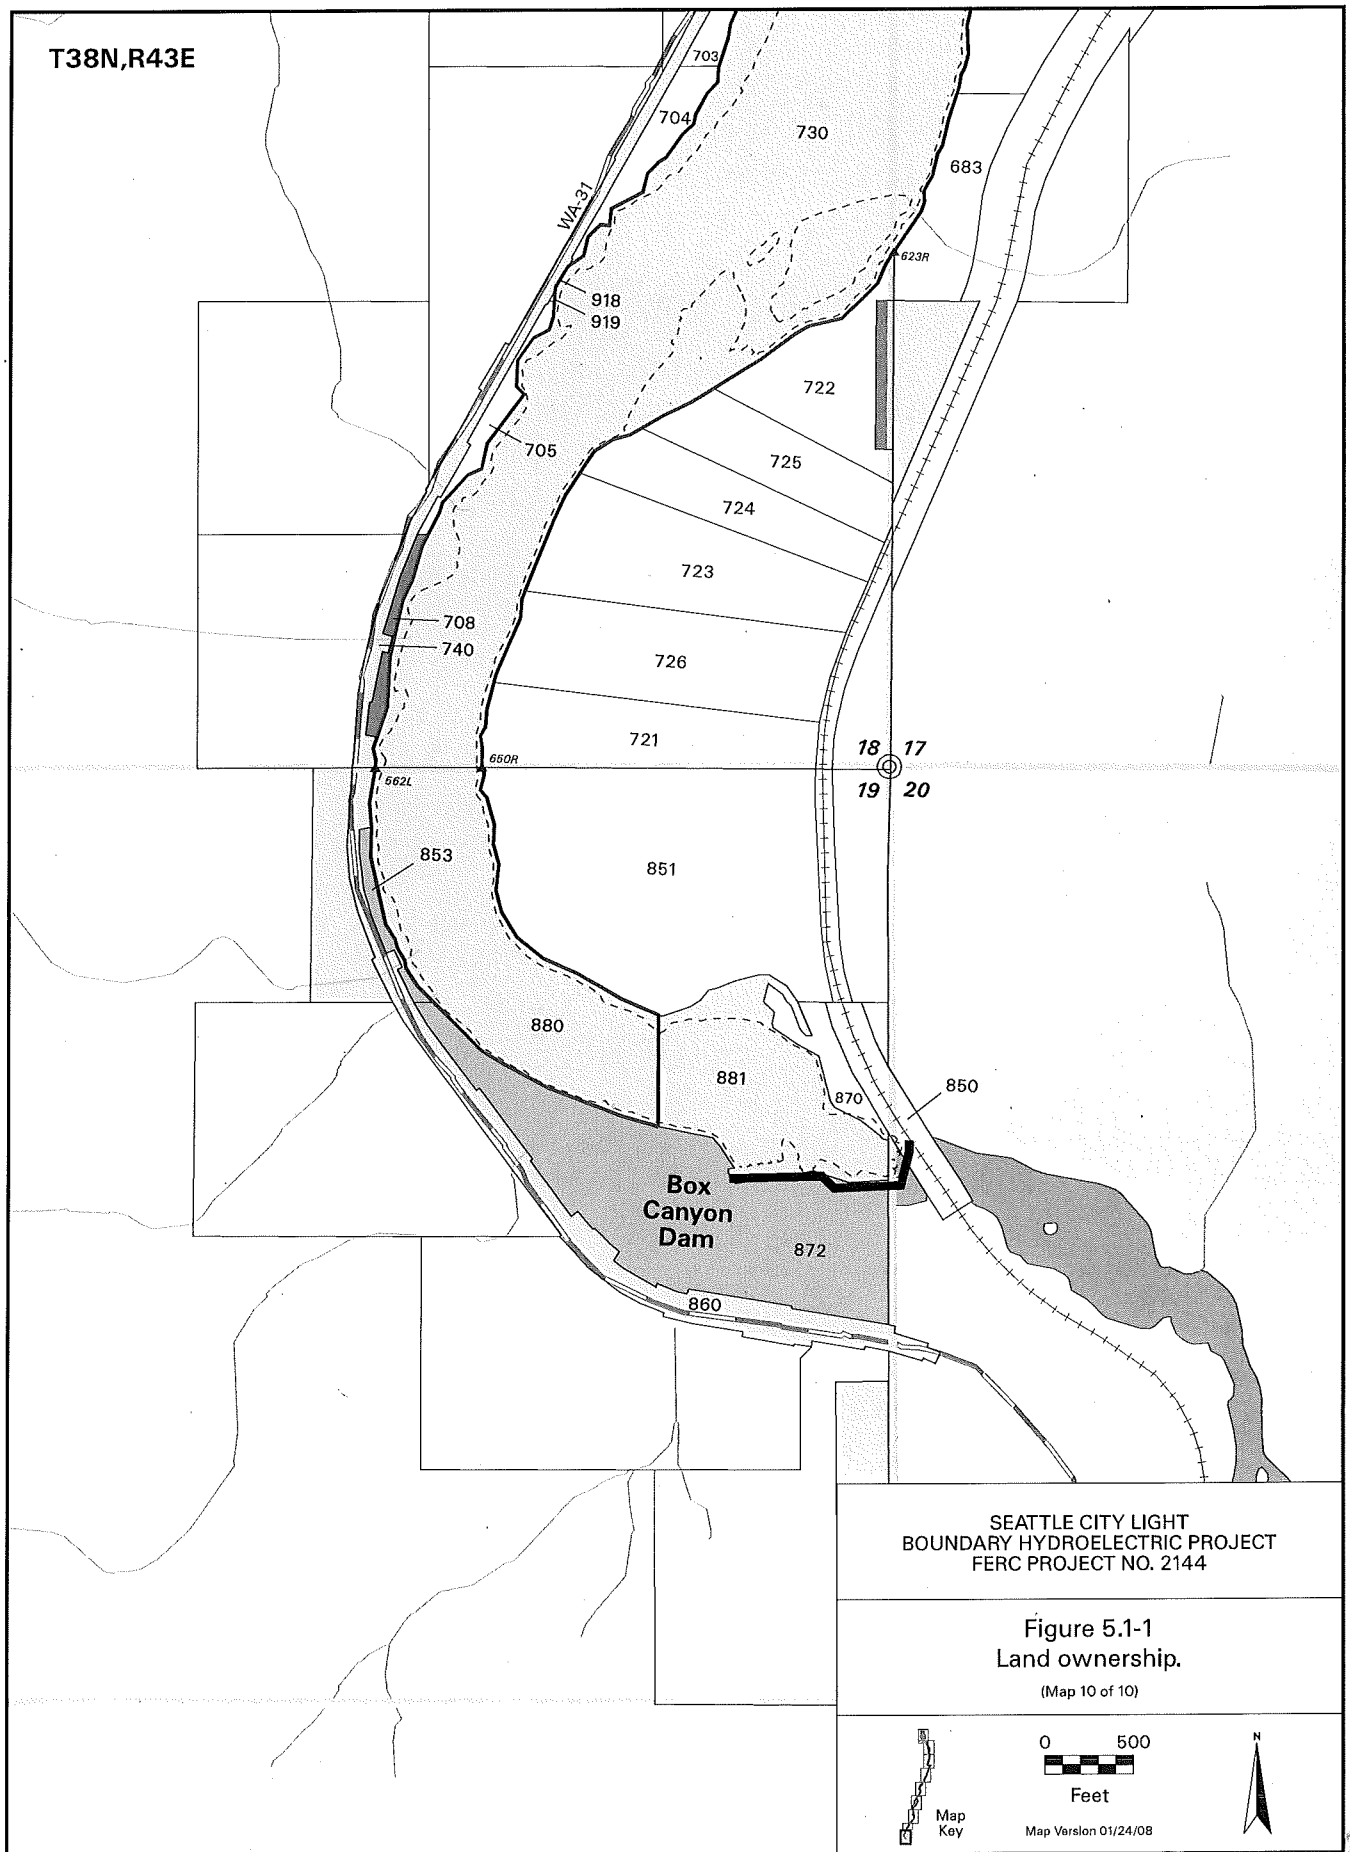 T38N,R43E
703
704
730
683
WA-31
623R
918
919
722
705
725
724
723
708
740
726
721
18 17
650R
562L
19 20
853
851
880
881
870
850
Box
Canyon
Dam
872
860
SEATTLE CITY LIGHT
BOUNDARY HYDROELECTRIC PROJECT
FERC PROJECT NO. 2144
Figure 5.1-1
Land ownership.
(Map 10 of 10)
0 500
Feet
Map
Key
Map Version 01/24/08
N